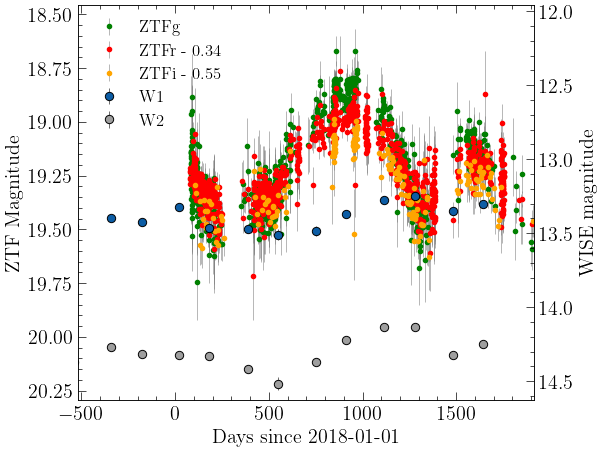 18.50
18.75
19.00
19.25
19.50
19.75
20.00
20.25
ZTF Magnitude
ZTFg
ZTFr - 0.34
ZTFi - 0.55
W1
W2
12.0
12.5
13.0
13.5
14.0
14.5
WISE magnitude
−500
0
500
1000
1500
Days since 2018-01-01